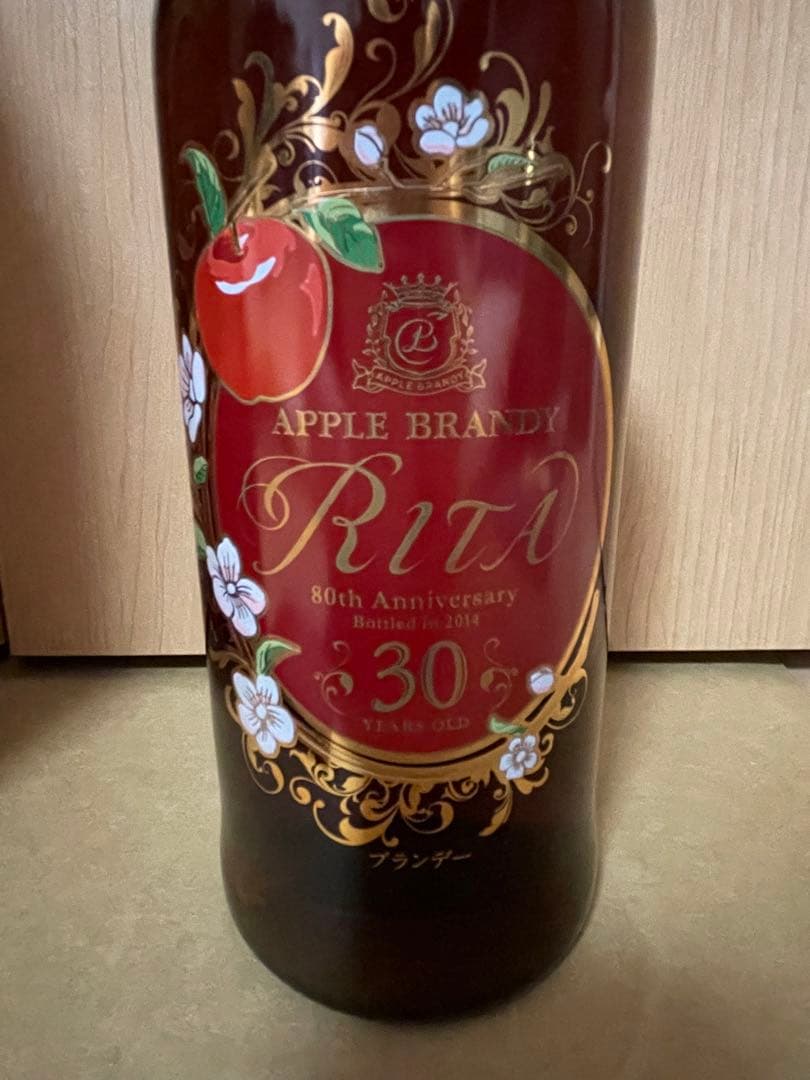 APPLE BRANDY
APPLE BRANDY
RITA
80th Anniversary
Bottled in 2014
30
YEARS OLD
ブランデー